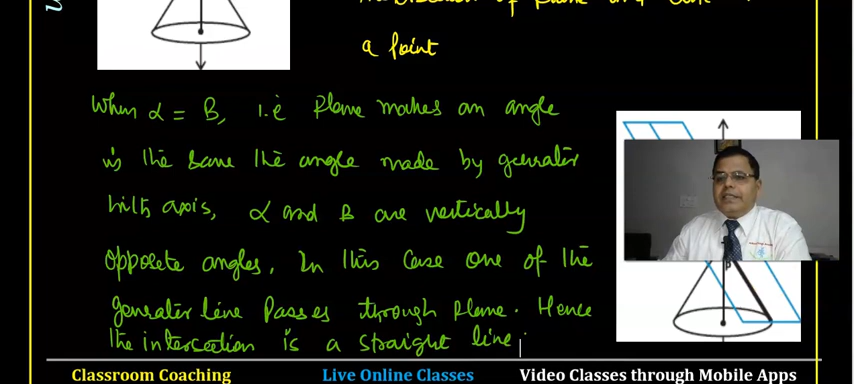 a Point
When α = B, i.e Plane makes an angle
is the same the angle made by generater
with axis, α and B are vertically
opposite angles. In this case one of the
generater line Passes through plane. Hence
the intersection is a straight line.
Classroom Coaching Live Online Classes Video Classes through Mobile Apps